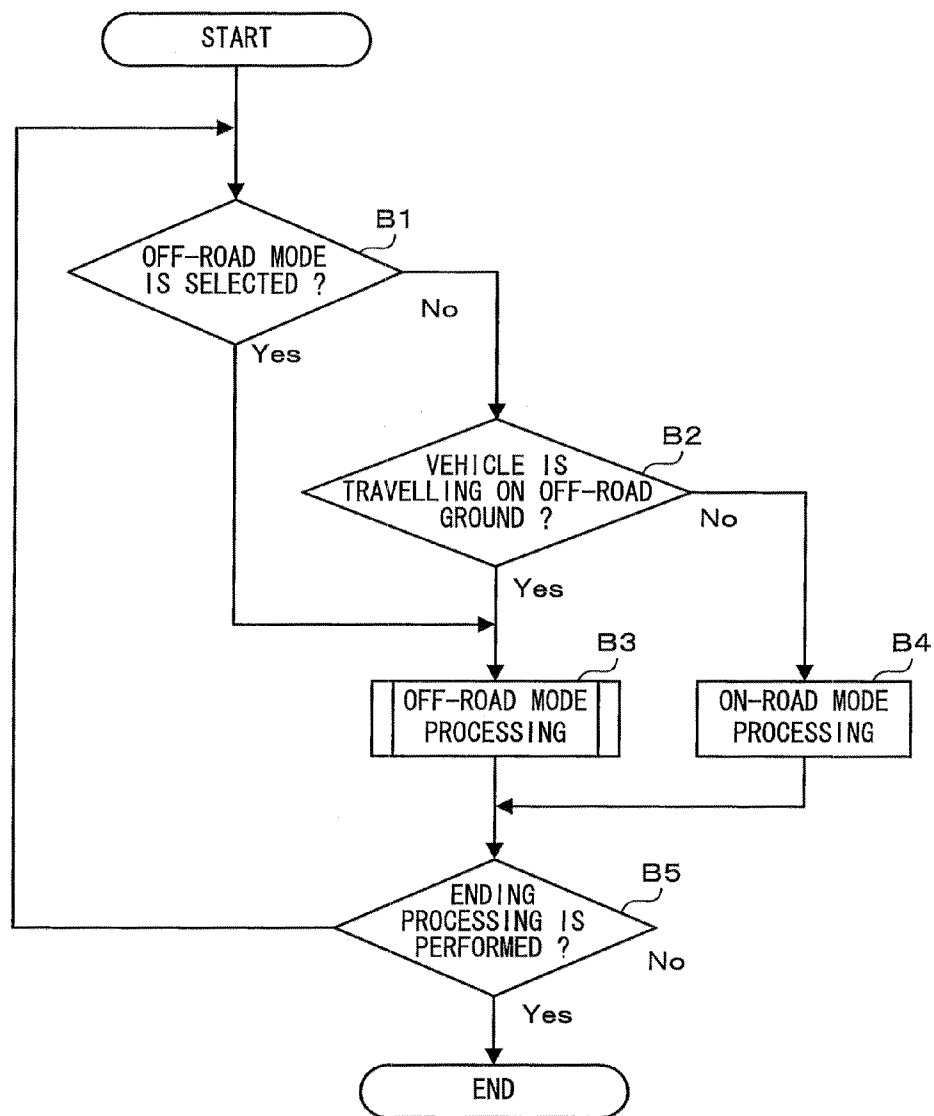 START
B1
OFF-ROAD MODE
IS SELECTED ?
No
Yes
B2
VEHICLE IS
TRAVELLING ON OFF-ROAD
GROUND ?
No
Yes
B3
OFF-ROAD MODE
PROCESSING
B4
ON-ROAD MODE
PROCESSING
B5
ENDING
PROCESSING IS
PERFORMED ?
No
Yes
END